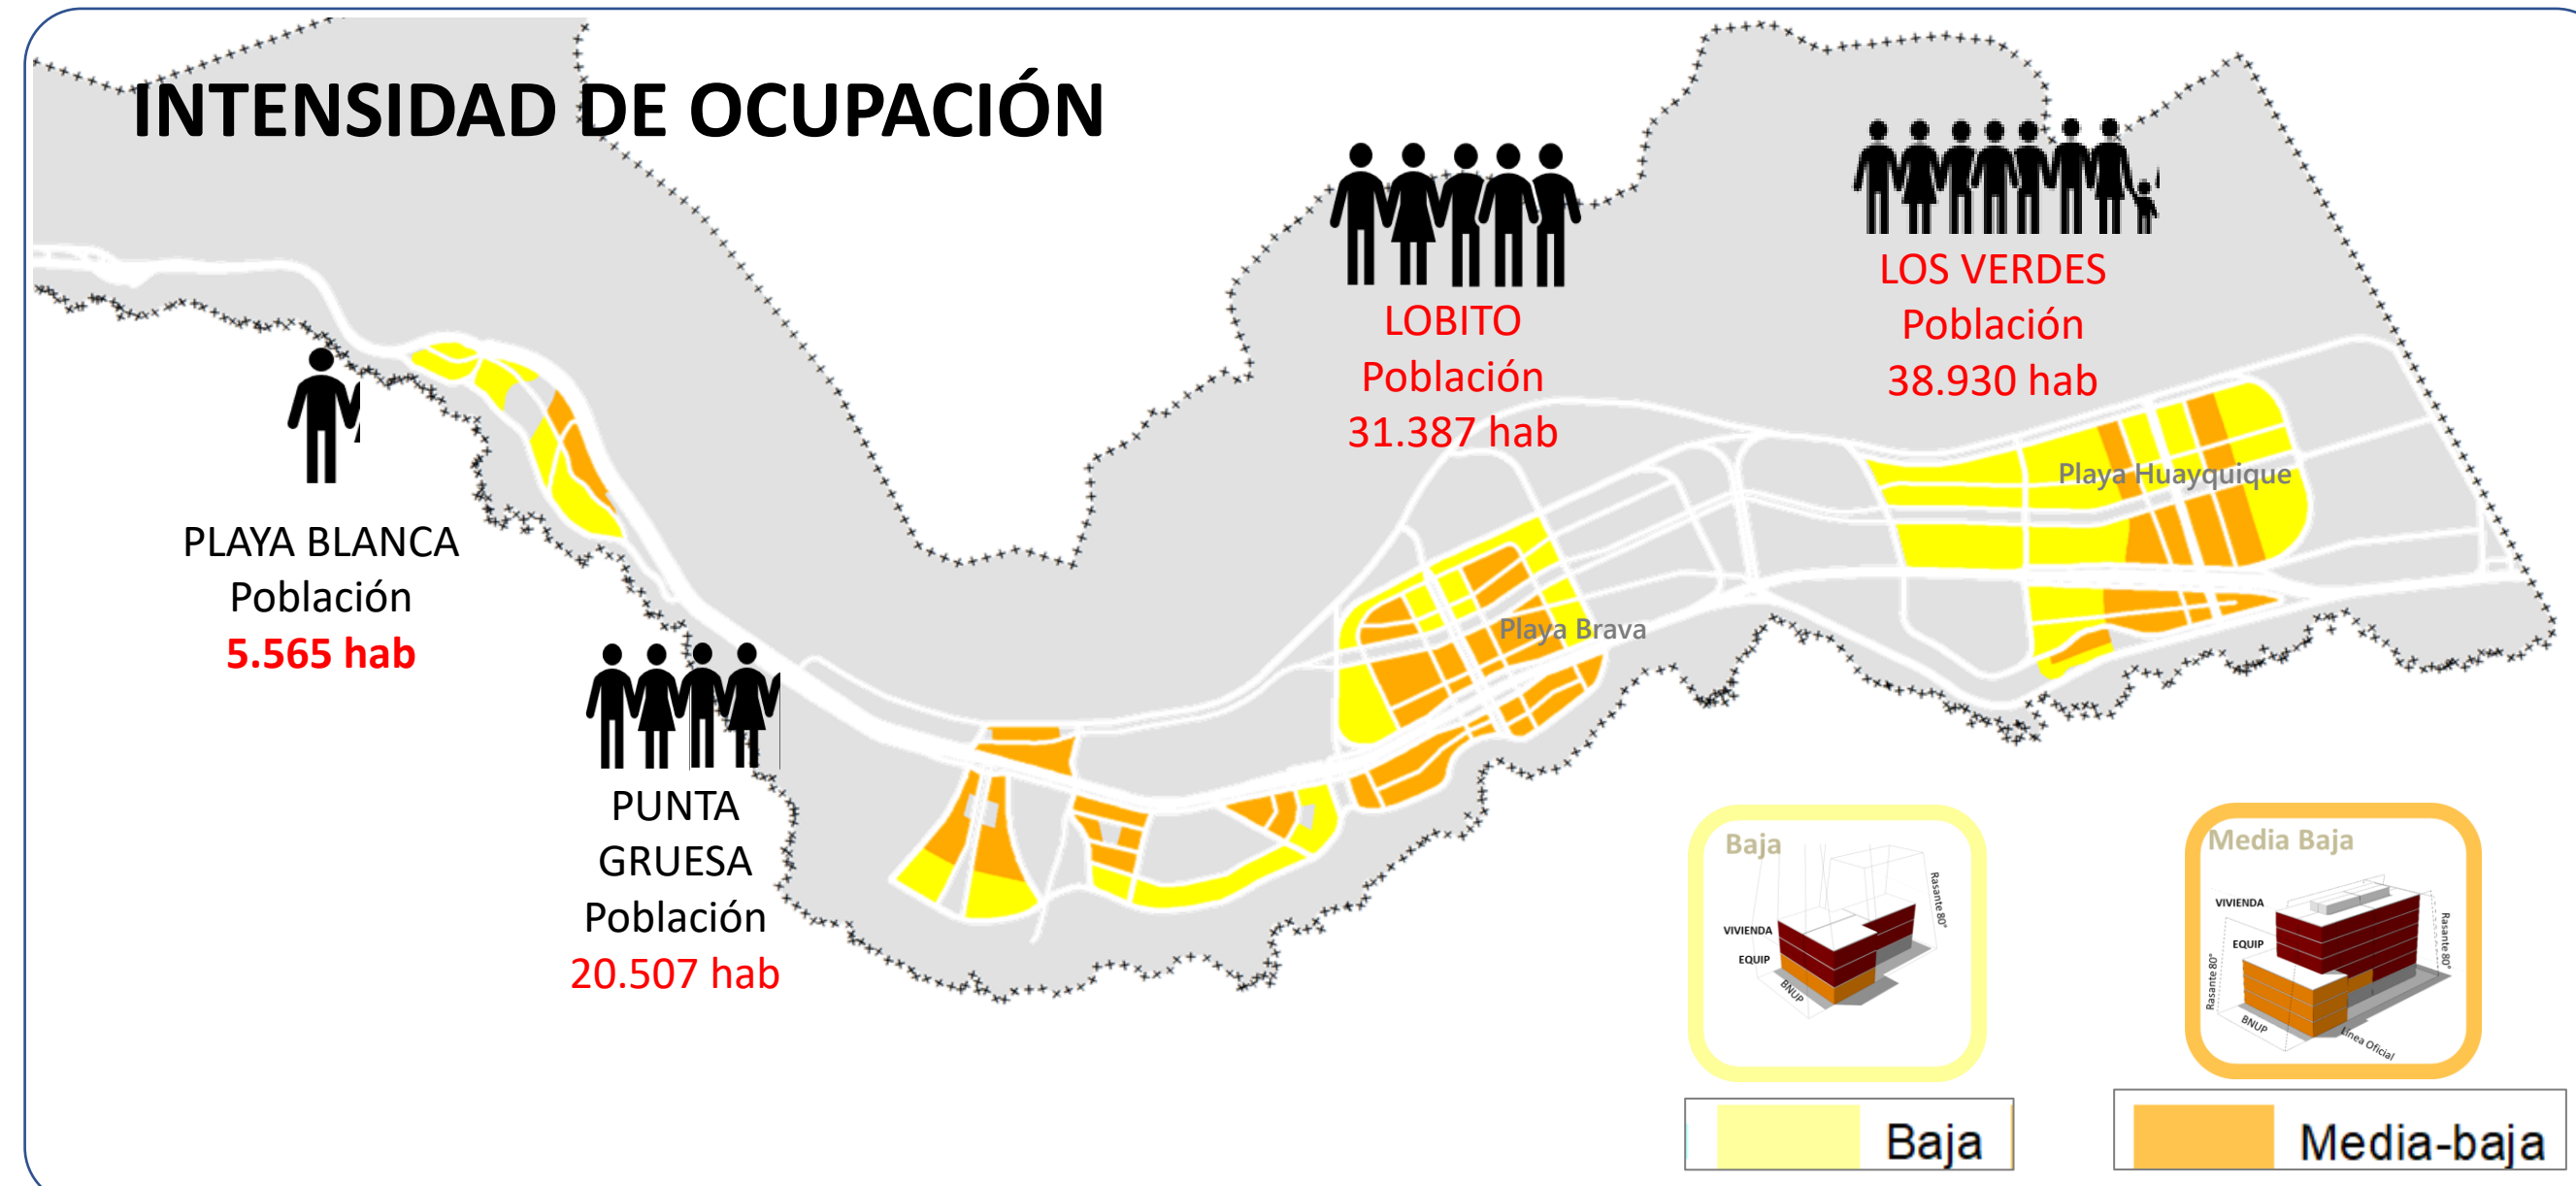 INTENSIDAD DE OCUPACIÓN
LOS VERDES
Población
38.930 hab
LOBITO
Población
31.387 hab
Playa Huayquique
PLAYA BLANCA
Población
5.565 hab
Playa Brava
PUNTA
GRUESA
Población
20.507 hab
Baja
Rasante 80°
VIVIENDA
EQUIP
BNUP
Media Baja
VIVIENDA
EQUIP
Rasante 80°
Rasante 80°
BNUP
Línea Oficial
Baja
Media-baja